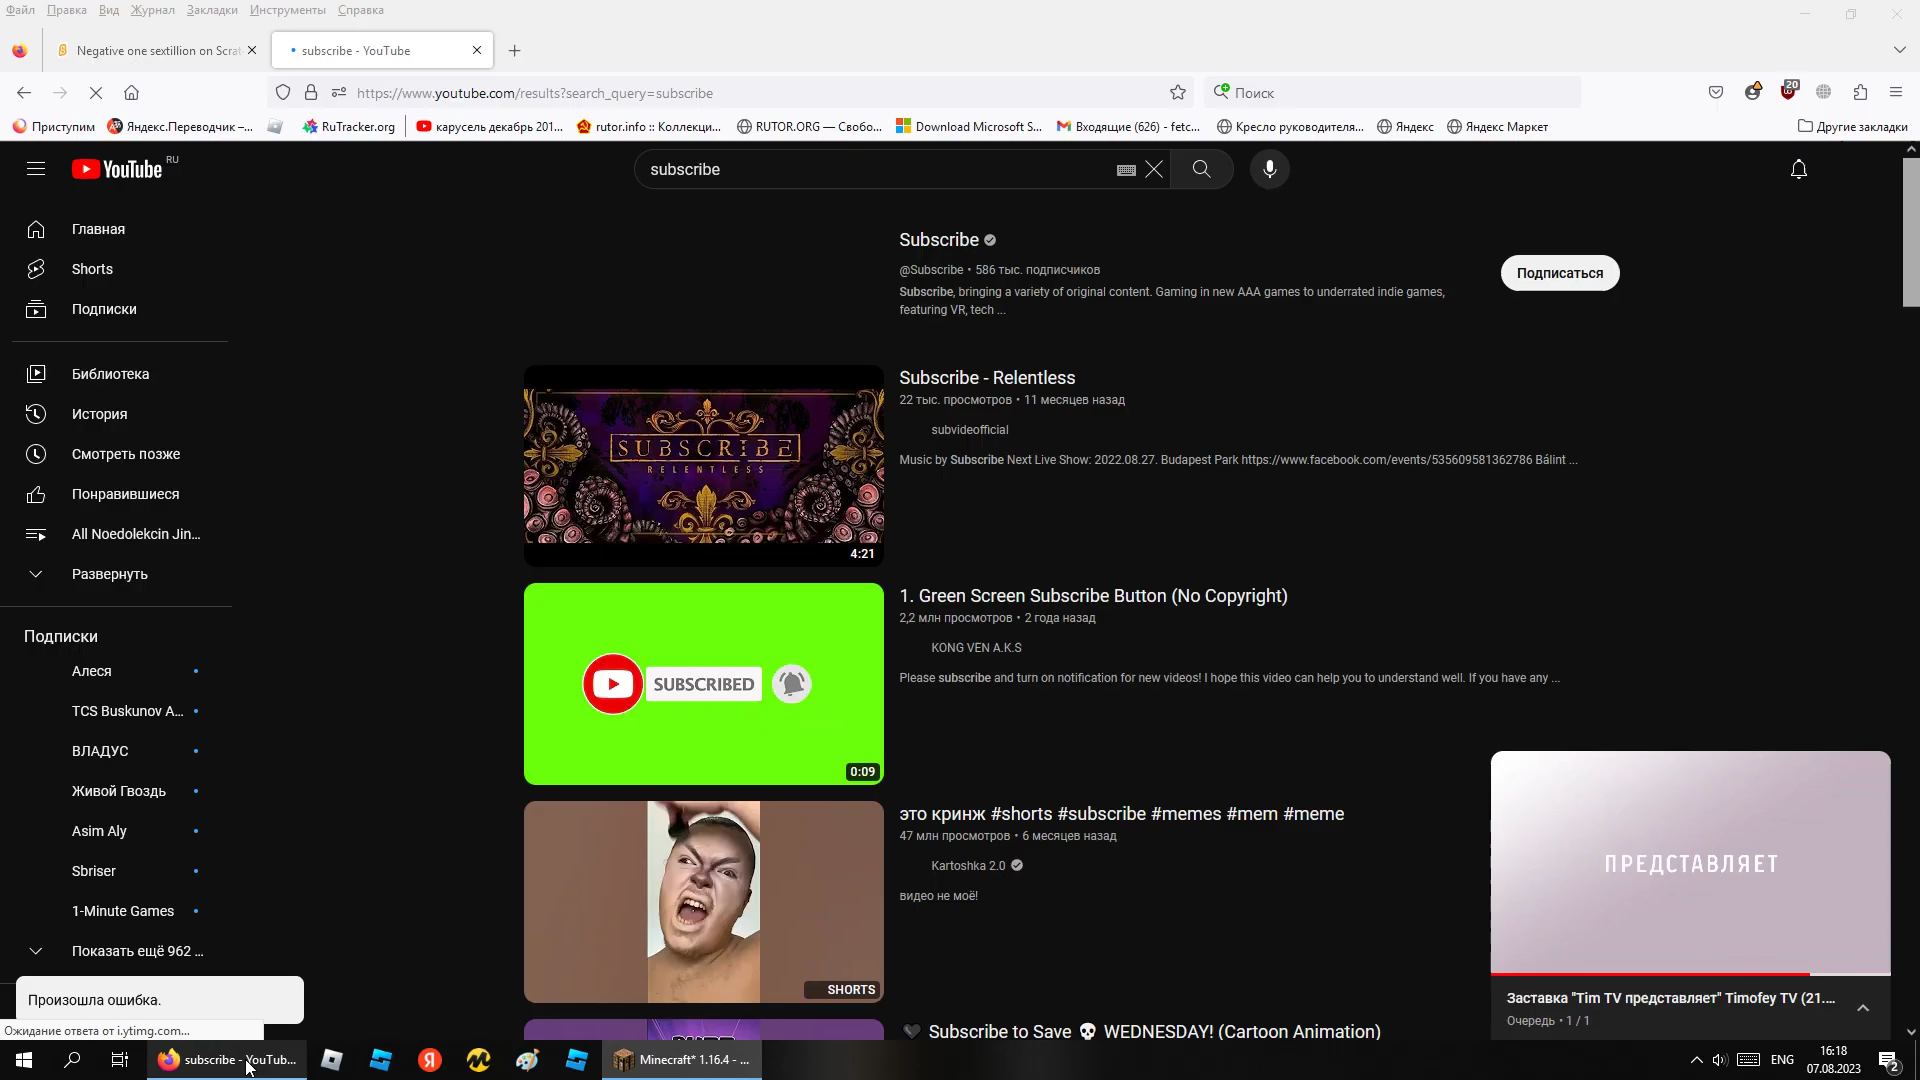 Файл Правка Вид Журнал Закладки Инструменты Справка
Negative one sextillion on Scrat
subscribe - YouTube
https://www.youtube.com/results?search_query=subscribe
Поиск
20
Приступим
Яндекс.Переводчик –...
RuTracker.org
карусель декабрь 201...
rutor.info :: Коллекци...
RUTOR.ORG — Свобо...
Download Microsoft S...
Входящие (626) - fetc...
Кресло руководителя...
Яндекс
Яндекс Маркет
Другие закладки
YouTube RU
subscribe
Главная
Shorts
Подписки
Библиотека
История
Смотреть позже
Понравившиеся
All Noedolekcin Jin...
Развернуть
Подписки
Алеся
TCS Buskunov A...
ВЛАДУС
Живой Гвоздь
Asim Aly
Sbriser
1-Minute Games
Показать ещё 962 ...
Subscribe
@Subscribe • 586 тыс. подписчиков
Subscribe, bringing a variety of original content. Gaming in new AAA games to underrated indie games,
featuring VR, tech ...
Подписаться
SUBSCRIBE
RELENTLESS
4:21
Subscribe - Relentless
22 тыс. просмотров • 11 месяцев назад
subvideofficial
Music by Subscribe Next Live Show: 2022.08.27. Budapest Park https://www.facebook.com/events/535609581362786 Bálint ...
SUBSCRIBED
0:09
1. Green Screen Subscribe Button (No Copyright)
2,2 млн просмотров • 2 года назад
KONG VEN A.K.S
Please subscribe and turn on notification for new videos! I hope this video can help you to understand well. If you have any ...
SHORTS
это кринж #shorts #subscribe #memes #mem #meme
47 млн просмотров • 6 месяцев назад
Kartoshka 2.0
видео не моё!
🖤 Subscribe to Save 💀 WEDNESDAY! (Cartoon Animation)
ПРЕДСТАВЛЯЕТ
Заставка "Tim TV представляет" Timofey TV (21....
Очередь • 1 / 1
Произошла ошибка.
Ожидание ответа от i.ytimg.com...
subscribe - YouTub...
Я
Minecraft* 1.16.4 - ...
ENG
16:18
07.08.2023
2